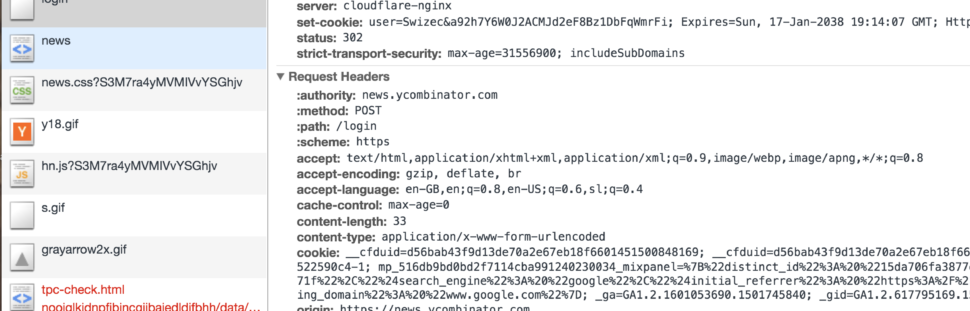 login
news
news.css?S3M7ra4yMVMIVvYSGhjv
y18.gif
hn.js?S3M7ra4yMVMIVvYSGhjv
s.gif
grayarrow2x.gif
tpc-check.html
server: cloudflare-nginx
set-cookie: user=Swizec&a92h7Y6W0J2ACMJd2eF8Bz1DbFqWmrFi; Expires=Sun, 17-Jan-2038 19:14:07 GMT;
status: 302
strict-transport-security: max-age=31556900; includeSubDomains
Request Headers
:authority: news.ycombinator.com
:method: POST
:path: /login
:scheme: https
accept: text/html,application/xhtml+xml,application/xml;q=0.9,image/webp,image/apng,*/*;q=0.8
accept-encoding: gzip, deflate, br
accept-language: en-GB,en;q=0.8,en-US;q=0.6,sl;q=0.4
cache-control: max-age=0
content-length: 33
content-type: application/x-www-form-urlencoded
cookie: __cfduid=d56bab43f9d13de70a2e67eb18f6601451500848169; __cfduid=d56bab43f9d13de70a2e67eb18f66
522590c4-1; mp_516db9bd0bd2f7114cba991240230034_mixpanel=%7B%22distinct_id%22%3A%20%2215da706fa3877
71f%22%2C%22%24search_engine%22%3A%20%22google%22%2C%22%24initial_referrer%22%3A%20%22https%3A%2F%2
ing_domain%22%3A%20%22www.google.com%22%7D; _ga=GA1.2.1601053690.1501745840; _gid=GA1.2.617795169.1
origin: https://news.ycombinator.com